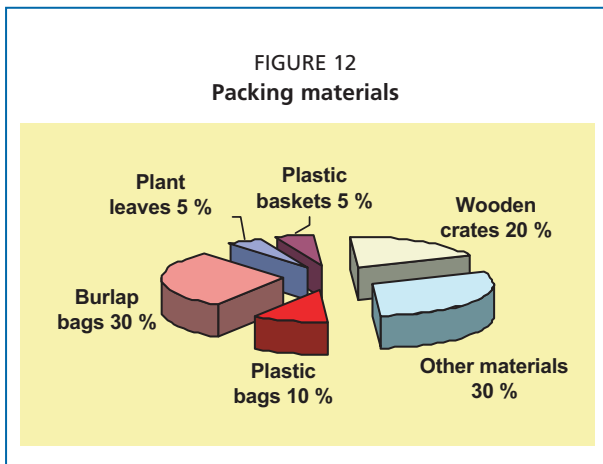 FIGURE 12
Packing materials
Plant
leaves 5 %
Plastic
baskets 5 %
Wooden
crates 20 %
Burlap
bags 30 %
Plastic
bags 10 %
Other materials
30 %